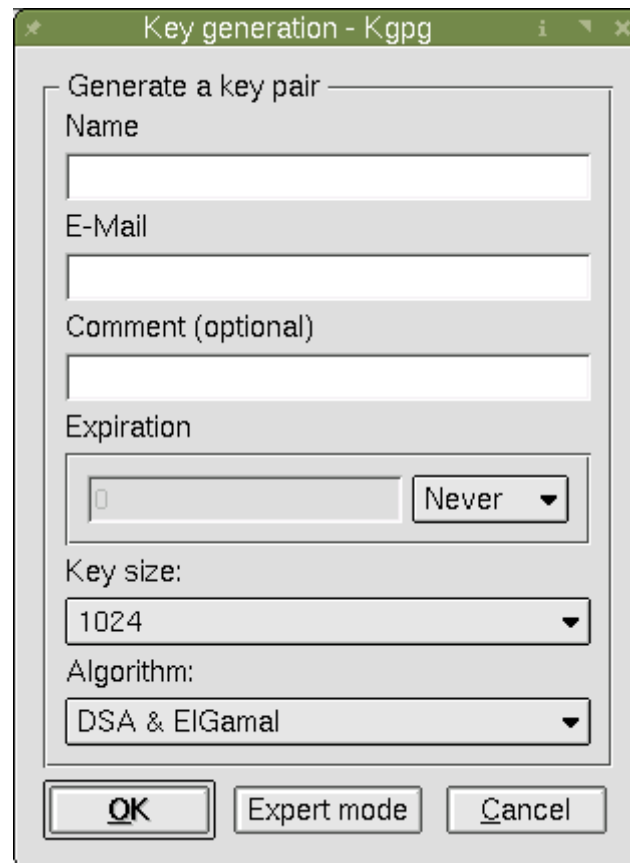 Key generation - Kgpg
Generate a key pair
Name
E-Mail
Comment (optional)
Expiration
0
Never
Key size:
1024
Algorithm:
DSA & ElGamal
OK
Expert mode
Cancel